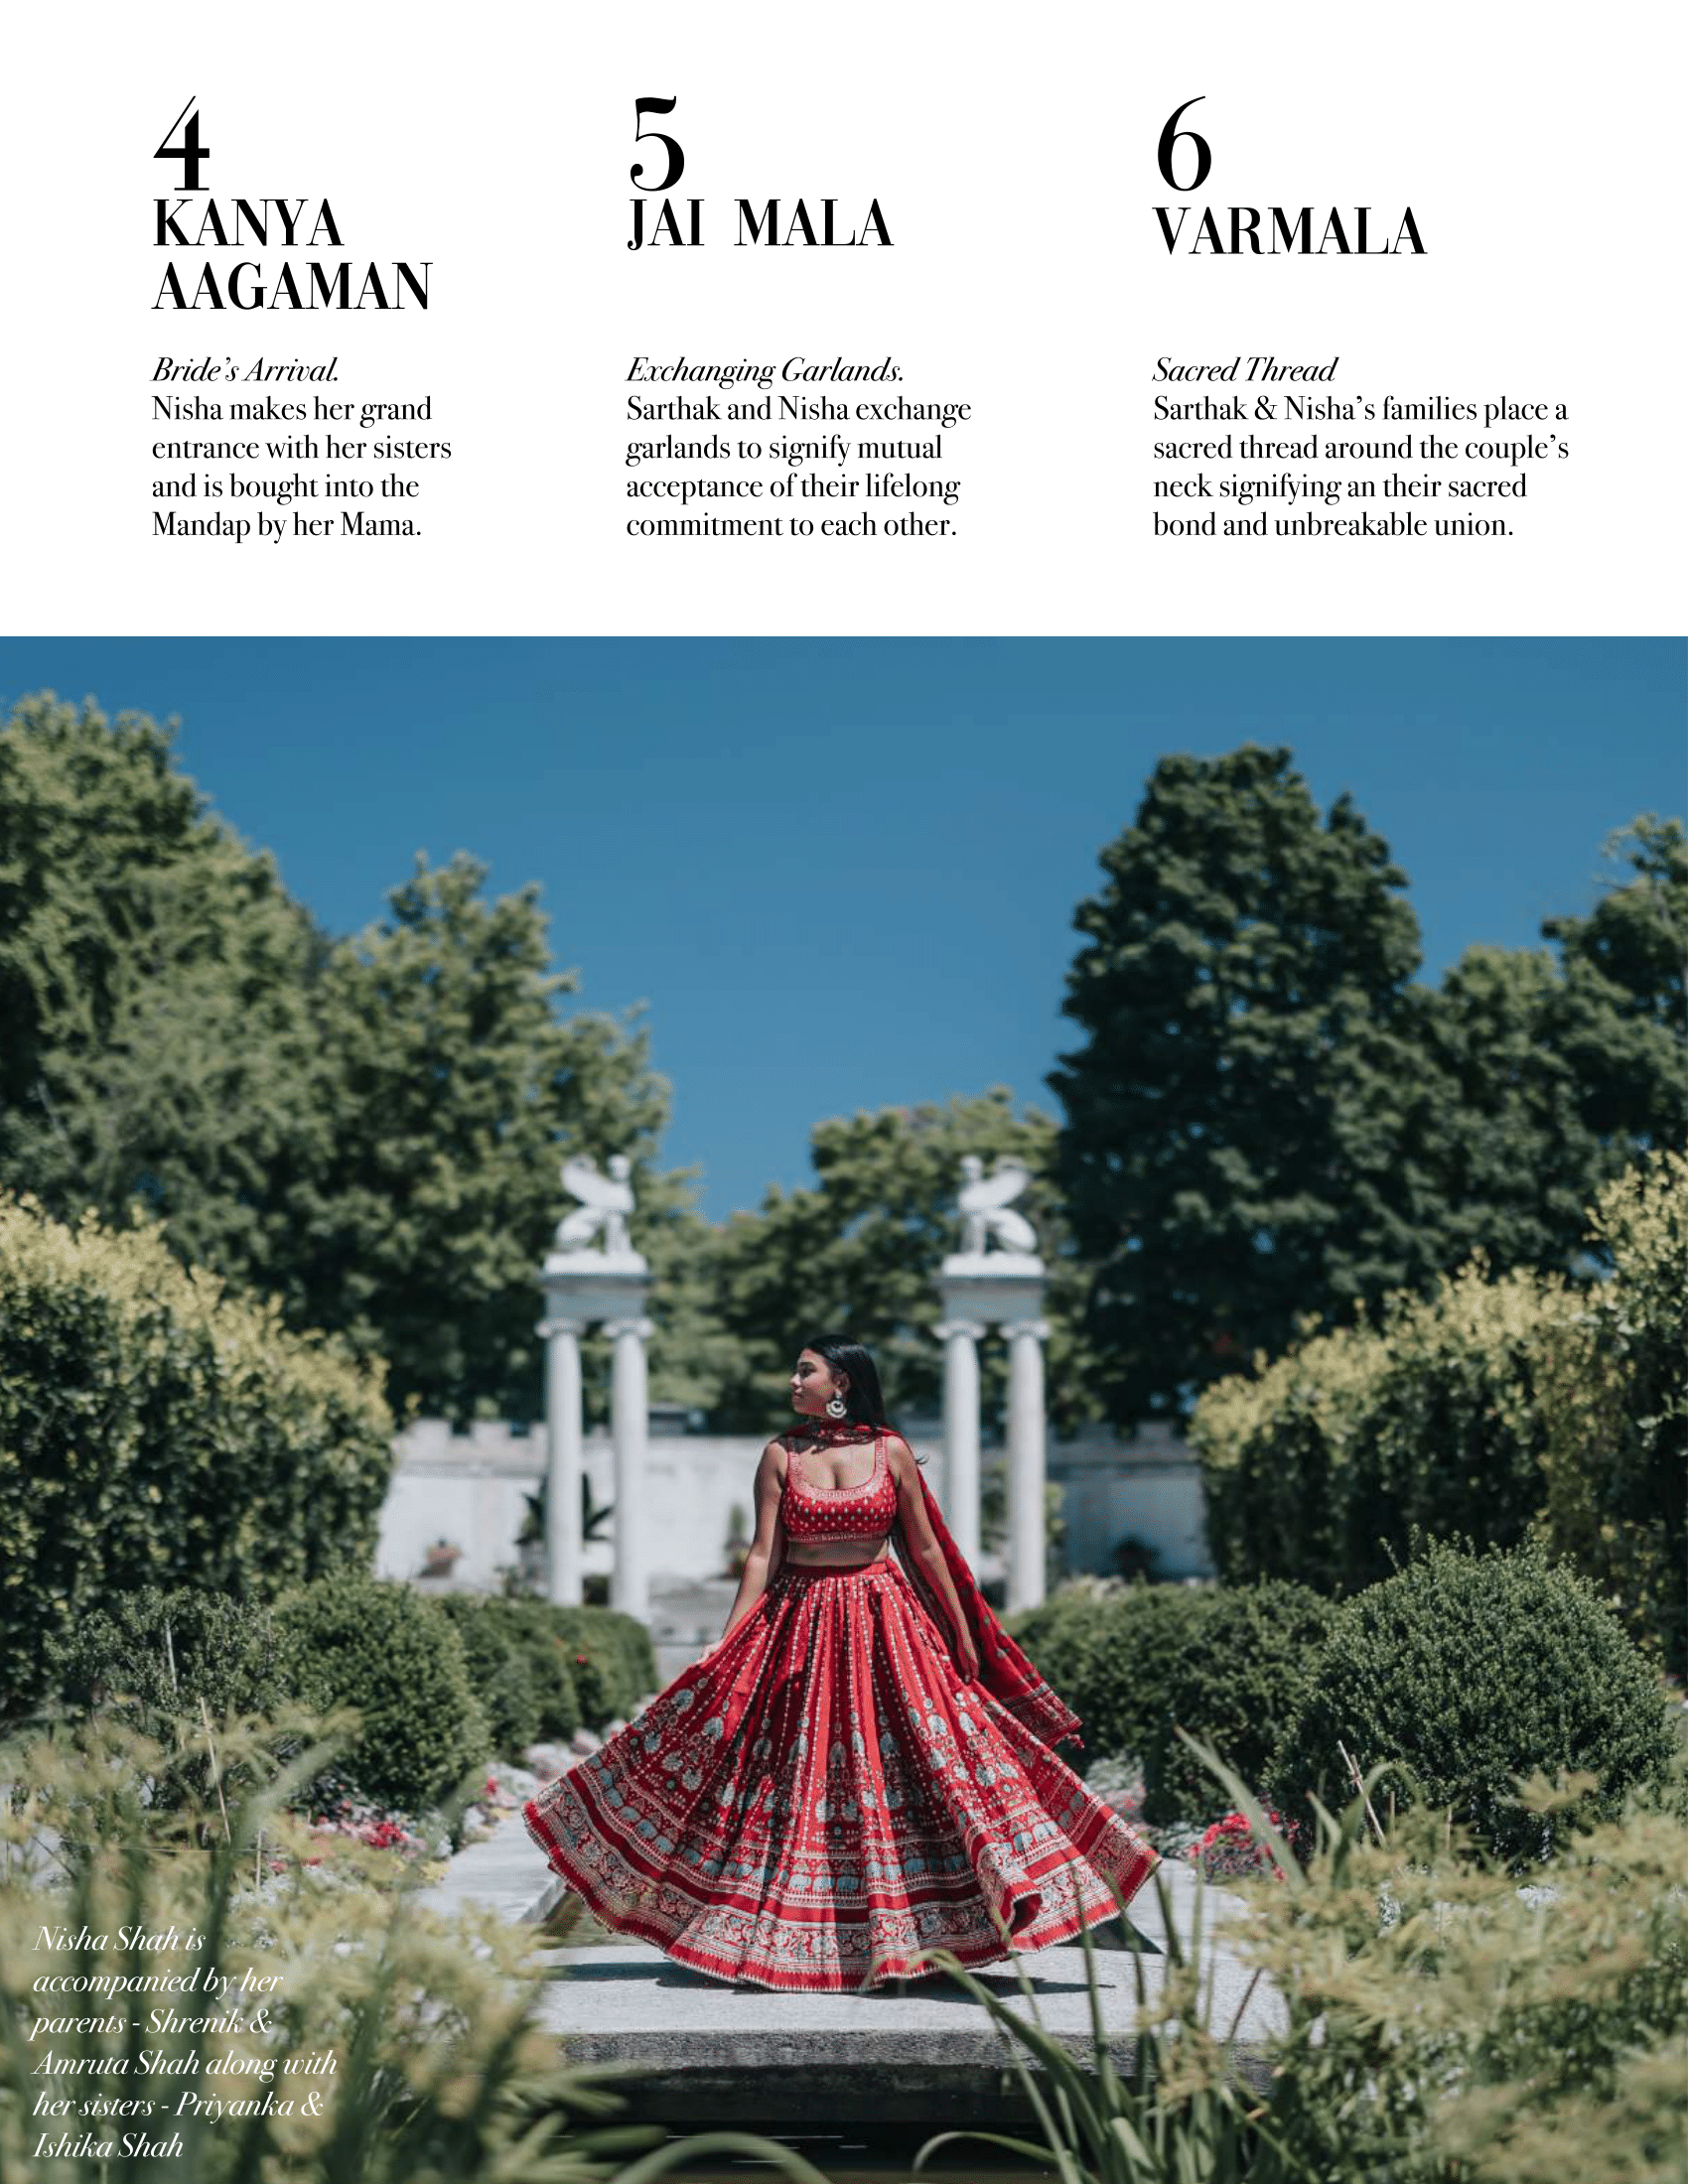 4
KANYA
AAGAMAN
Bride's Arrival.
Nisha makes her grand
entrance with her sisters
and is bought into the
Mandap by her Mama.
5
JAI MALA
Exchanging Garlands.
Sarthak and Nisha exchange
garlands to signify mutual
acceptance of their lifelong
commitment to each other.
6
VARMALA
Sacred Thread
Sarthak & Nisha's families place a
sacred thread around the couple's
neck signifying an their sacred
bond and unbreakable union.
Nisha Shah is
accompanied by her
parents - Shrenik &
Amruta Shah along with
her sisters - Priyanka &
Ishika Shah